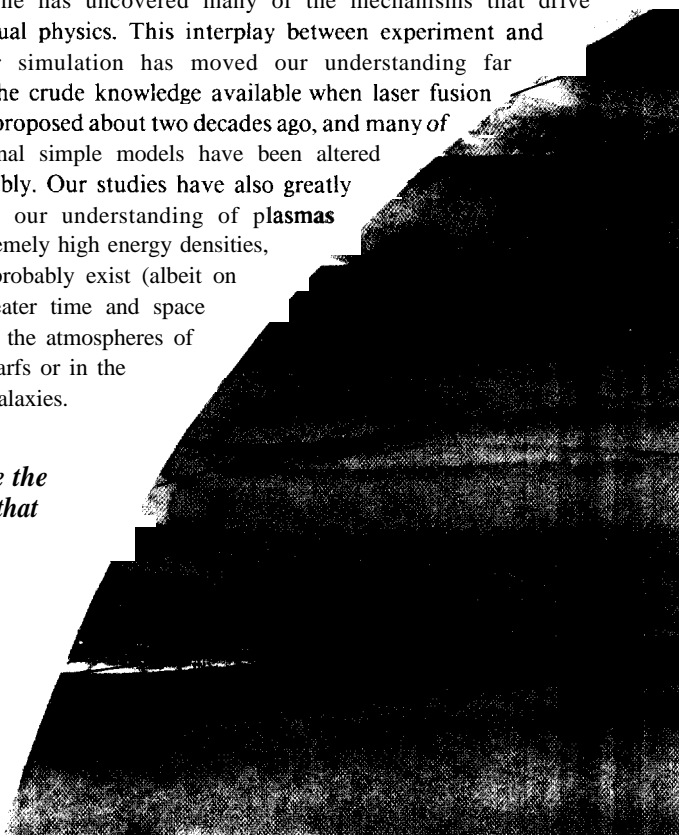 has uncovered many of the mechanisms that drive
ual physics. This interplay between experiment and
simulation has moved our understanding far
he crude knowledge available when laser fusion
proposed about two decades ago, and many of
nal simple models have been altered
bly. Our studies have also greatly
our understanding of plasmas
emely high energy densities,
probably exist (albeit on
eater time and space
the atmospheres of
arfs or in the
alaxies.
e the
that